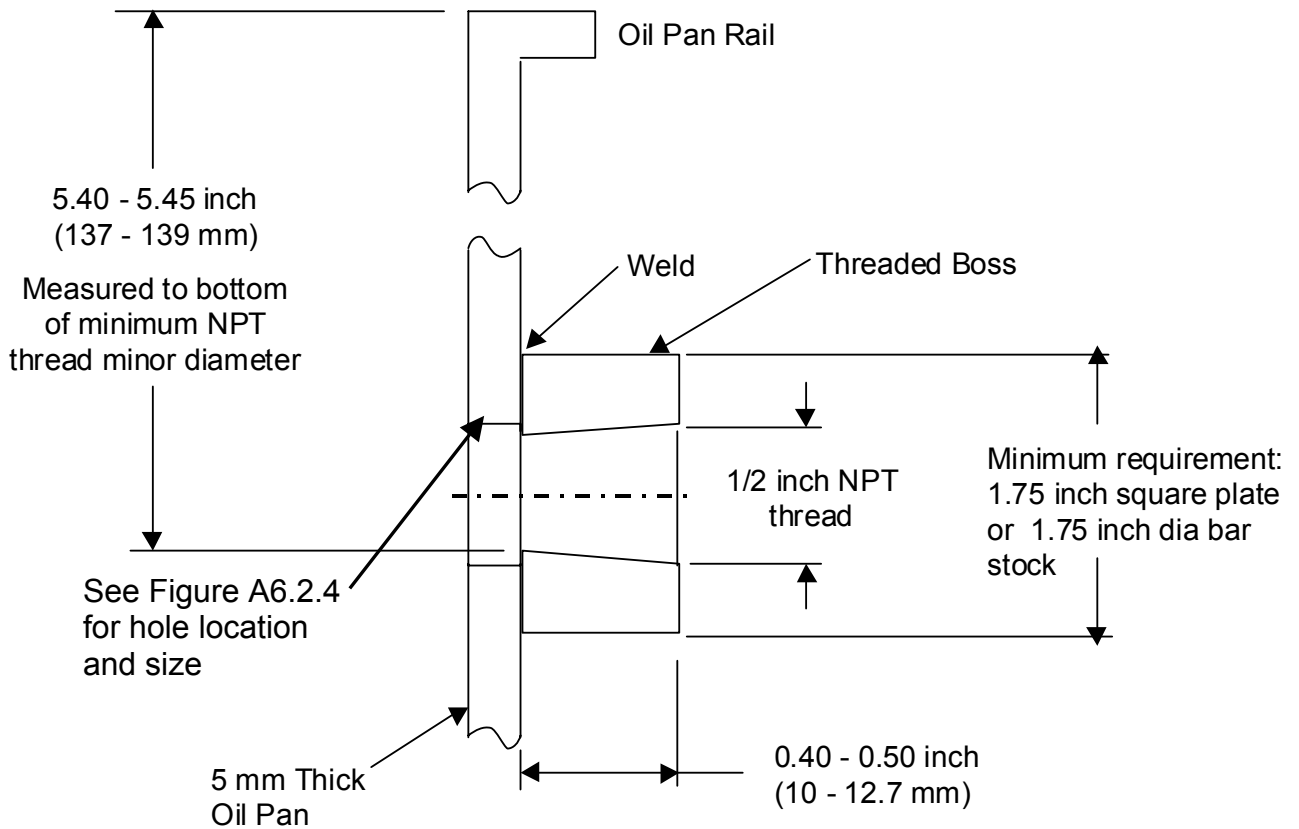 Oil Pan Rail
5.40 - 5.45 inch
(137 - 139 mm)
Measured to bottom
of minimum NPT
thread minor diameter
Weld
Threaded Boss
1/2 inch NPT
thread
Minimum requirement:
1.75 inch square plate
or 1.75 inch dia bar
stock
See Figure A6.2.4
for hole location
and size
5 mm Thick
Oil Pan
0.40 - 0.50 inch
(10 - 12.7 mm)